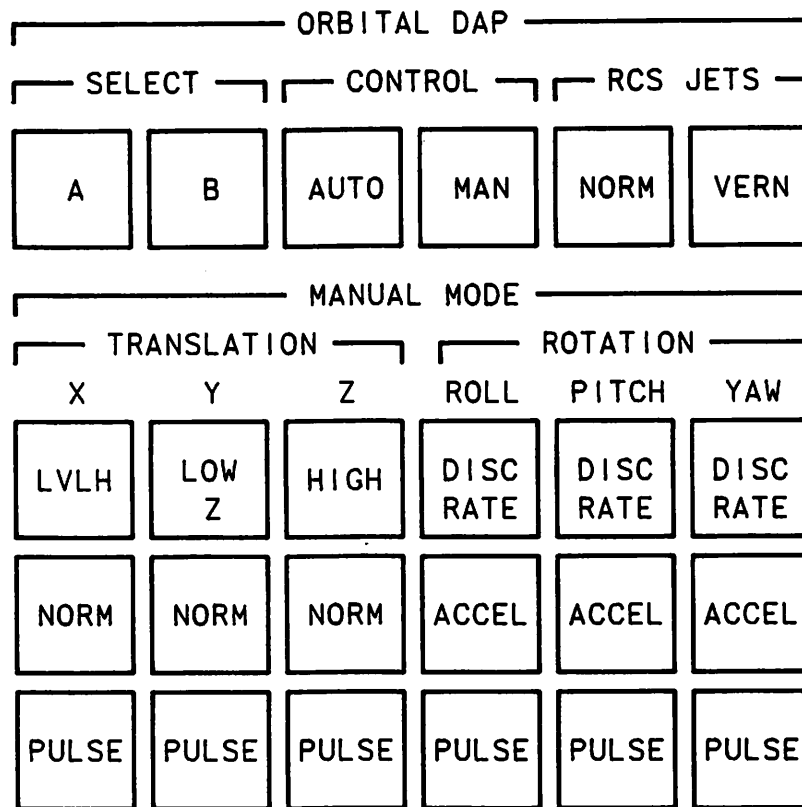 ORBITAL DAP
SELECT CONTROL RCS JETS
A B AUTO MAN NORM VERN
MANUAL MODE
TRANSLATION ROTATION
X Y Z ROLL PITCH YAW
LVLH LOW Z HIGH DISC RATE DISC RATE DISC RATE
NORM NORM NORM ACCEL ACCEL ACCEL
PULSE PULSE PULSE PULSE PULSE PULSE